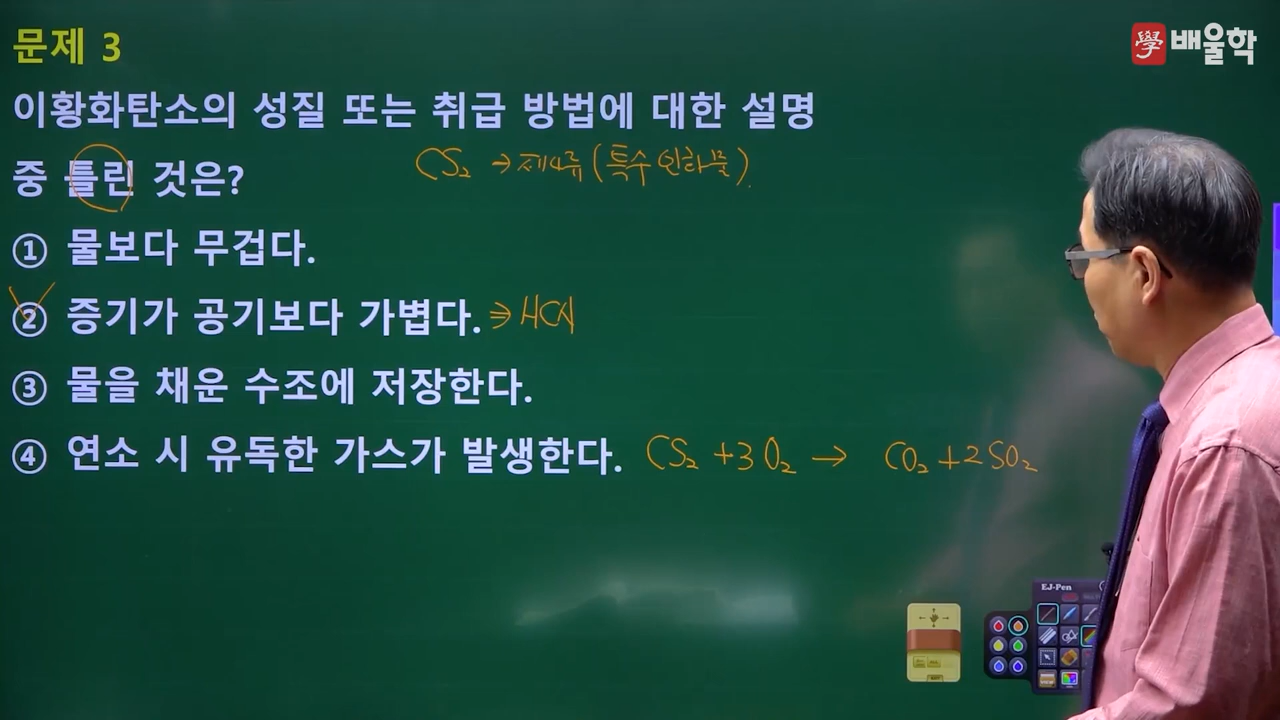 문제 3
學 배울학
이황화탄소의 성질 또는 취급 방법에 대한 설명
중 틀린 것은?
CS₂ → 제4류 (특수인화물).
① 물보다 무겁다.
② 증기가 공기보다 가볍다. ⇒ HCN
③ 물을 채운 수조에 저장한다.
④ 연소 시 유독한 가스가 발생한다. CS₂ + 3O₂ → CO₂ + 2SO₂
EJ-Pen